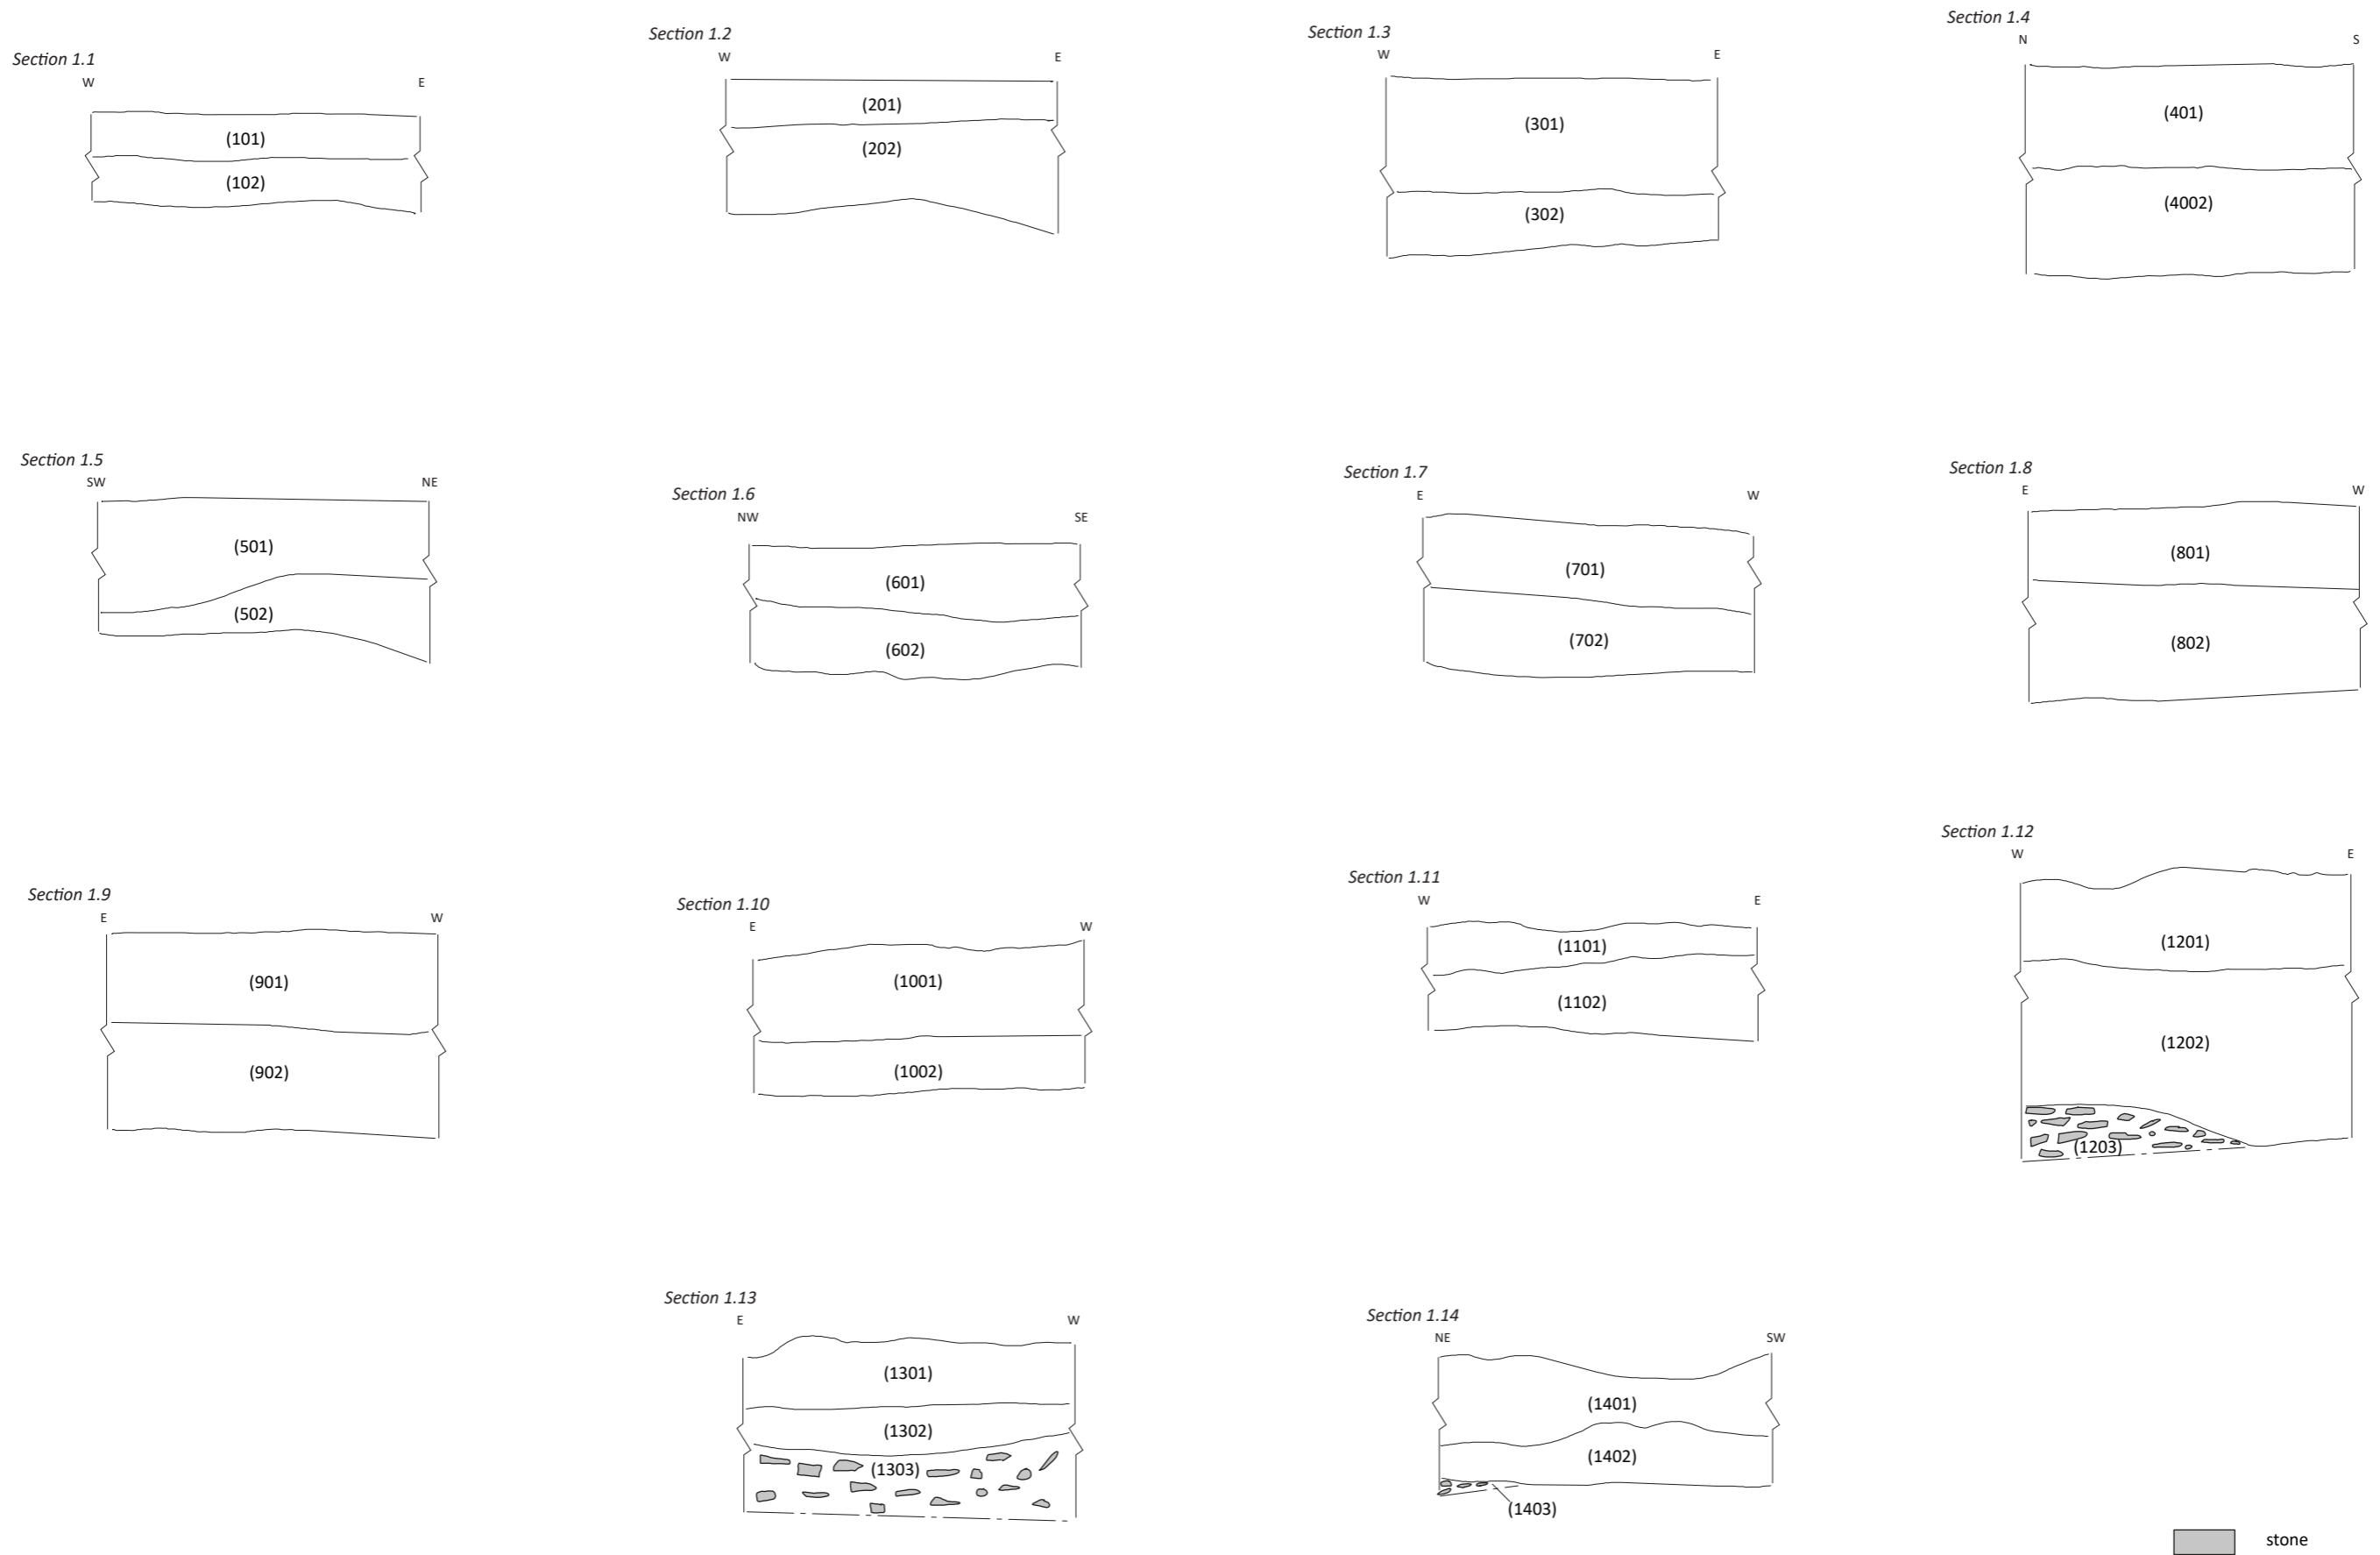 Section 1.1
W E
(101)
(102)
Section 1.2
W E
(201)
(202)
Section 1.3
W E
(301)
(302)
Section 1.4
N S
(401)
(4002)
Section 1.5
SW NE
(501)
(502)
Section 1.6
NW SE
(601)
(602)
Section 1.7
E W
(701)
(702)
Section 1.8
E W
(801)
(802)
Section 1.9
E W
(901)
(902)
Section 1.10
E W
(1001)
(1002)
Section 1.11
W E
(1101)
(1102)
Section 1.12
W E
(1201)
(1202)
(1203)
Section 1.13
E W
(1301)
(1302)
(1303)
Section 1.14
NE SW
(1401)
(1402)
(1403)
stone